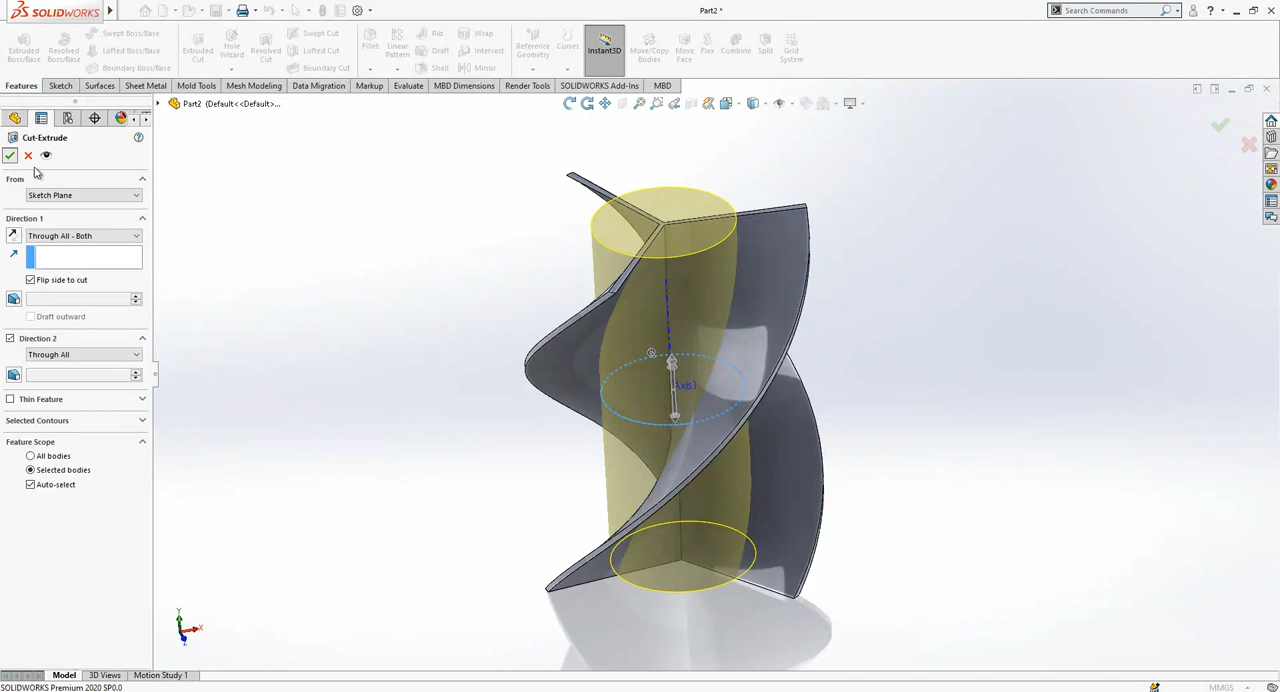 SOLIDWORKS
Part2 *
Search Commands
Extruded Boss/Base
Revolved Boss/Base
Swept Boss/Base
Lofted Boss/Base
Boundary Boss/Base
Extruded Cut
Hole Wizard
Revolved Cut
Swept Cut
Lofted Cut
Boundary Cut
Fillet
Linear Pattern
Rib
Draft
Shell
Wrap
Intersect
Mirror
Reference Geometry
Curves
Instant3D
Move/Copy Bodies
Move Face
Flex
Combine
Split
Grid System
Features
Sketch
Surfaces
Sheet Metal
Mold Tools
Mesh Modeling
Data Migration
Markup
Evaluate
MBD Dimensions
Render Tools
SOLIDWORKS Add-Ins
MBD
Part2 (Default<<Default>...
Cut-Extrude
From
Sketch Plane
Direction 1
Through All - Both
Flip side to cut
Draft outward
Direction 2
Through All
Thin Feature
Selected Contours
Feature Scope
All bodies
Selected bodies
Auto-select
Axis1
Y
X
Z
Model
3D Views
Motion Study 1
SOLIDWORKS Premium 2020 SP0.0
MMGS